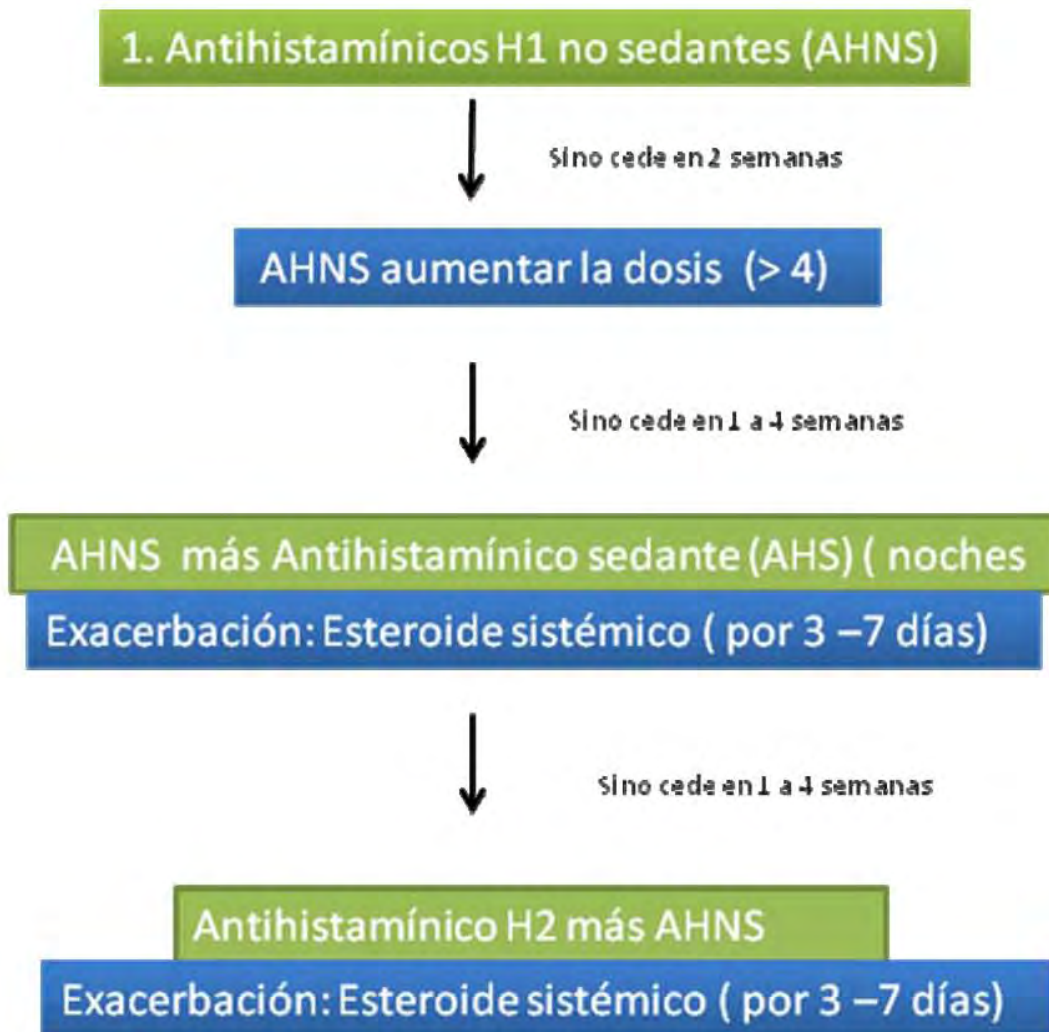 1. Antihistamínicos H1 no sedantes (AHNS)
Sino cede en 2 semanas
AHNS aumentar la dosis (> 4)
Sino cede en 1 a 4 semanas
AHNS más Antihistamínico sedante (AHS) ( noches
Exacerbación: Esteroide sistémico ( por 3 –7 días)
Sino cede en 1 a 4 semanas
Antihistamínico H2 más AHNS
Exacerbación: Esteroide sistémico ( por 3 –7 días)